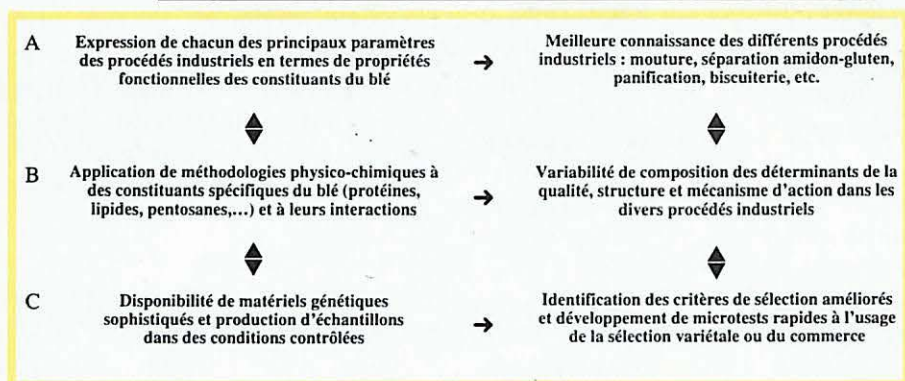 A
Expression de chacun des principaux paramètres
des procédés industriels en termes de propriétés
fonctionnelles des constituants du blé
→
Meilleure connaissance des différents procédés
industriels : mouture, séparation amidon-gluten,
panification, biscuiterie, etc.
B
Application de méthodologies physico-chimiques à
des constituants spécifiques du blé (protéines,
lipides, pentosanes,...) et à leurs interactions
→
Variabilité de composition des déterminants de la
qualité, structure et mécanisme d'action dans les
divers procédés industriels
C
Disponibilité de matériels génétiques
sophistiqués et production d'échantillons
dans des conditions contrôlées
→
Identification des critères de sélection améliorés
et développement de microtests rapides à l'usage
de la sélection variétale ou du commerce